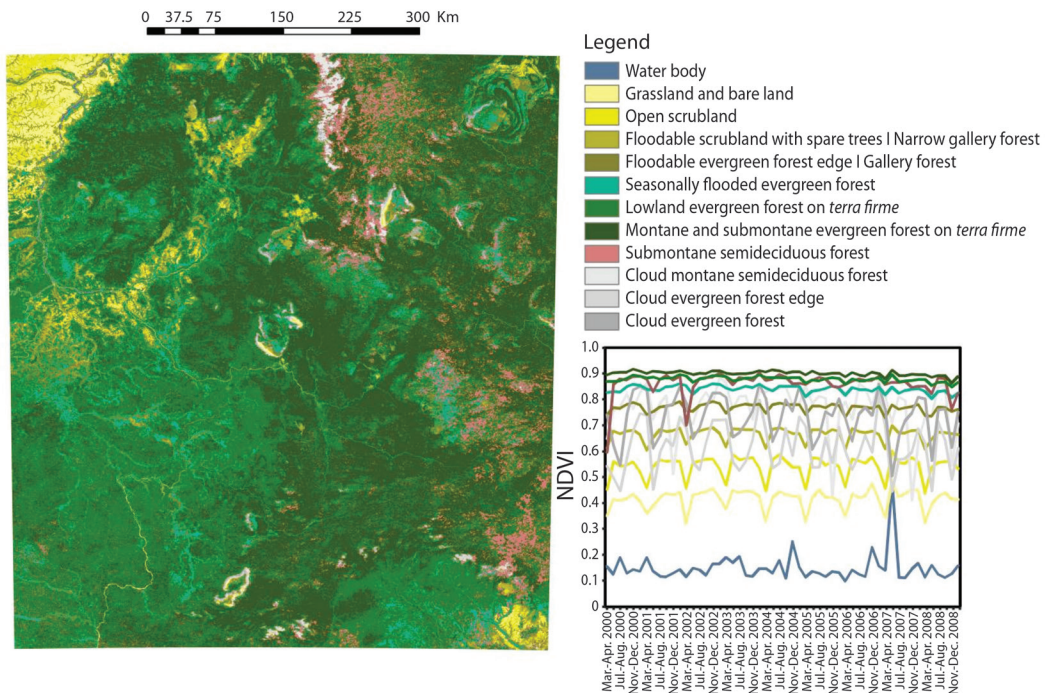 0 37.5 75 150 225 300 Km
Legend
Water body
Grassland and bare land
Open scrubland
Floodable scrubland with spare trees I Narrow gallery forest
Floodable evergreen forest edge I Gallery forest
Seasonally flooded evergreen forest
Lowland evergreen forest on terra firme
Montane and submontane evergreen forest on terra firme
Submontane semideciduous forest
Cloud montane semideciduous forest
Cloud evergreen forest edge
Cloud evergreen forest
NDVI
1.0
0.9
0.8
0.7
0.6
0.5
0.4
0.3
0.2
0.1
0
Mar.-Apr. 2000
Jul.-Aug. 2000
Nov.-Dec. 2000
Mar.-Apr. 2001
Jul.-Aug. 2001
Nov.-Dec. 2001
Mar.-Apr. 2002
Jul.-Aug. 2002
Nov.-Dec. 2002
Mar.-Apr. 2003
Jul.-Aug. 2003
Nov.-Dec. 2003
Mar.-Apr. 2004
Jul.-Aug. 2004
Nov.-Dec. 2004
Mar.-Apr. 2005
Jul.-Aug. 2005
Nov.-Dec. 2005
Mar.-Apr. 2006
Jul.-Aug. 2006
Nov.-Dec. 2006
Mar.-Apr. 2007
Jul.-Aug. 2007
Nov.-Dec. 2007
Mar.-Apr. 2008
Jul.-Aug. 2008
Nov.-Dec. 2008